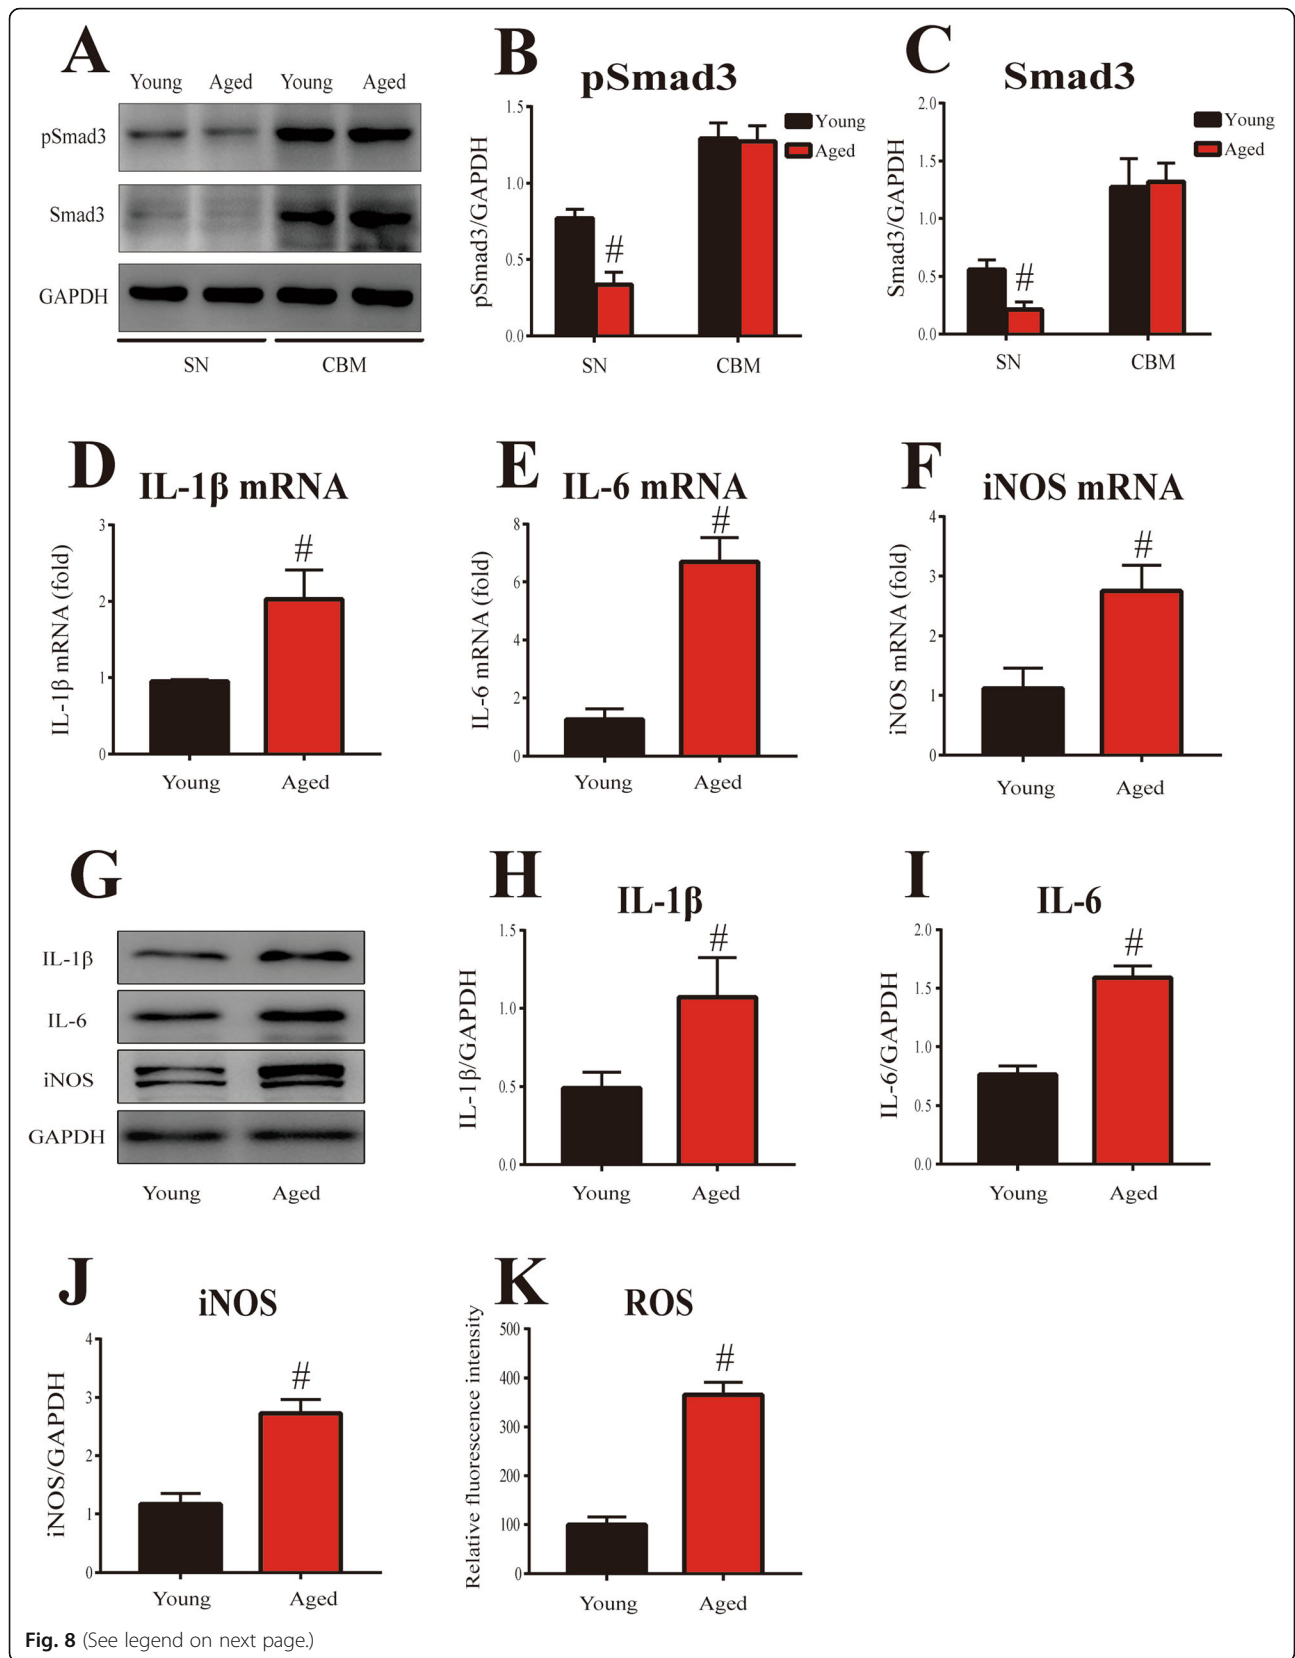 A
Young Aged Young Aged
pSmad3
Smad3
GAPDH
SN CBM
B
pSmad3
pSmad3/GAPDH
1.5
1.0
0.5
0.0
Young
Aged
#
SN CBM
C
Smad3
Smad3/GAPDH
2.0
1.5
1.0
0.5
0.0
Young
Aged
#
SN CBM
D
IL-1β mRNA
IL-1β mRNA (fold)
3
2
1
0
#
Young Aged
E
IL-6 mRNA
IL-6 mRNA (fold)
8
6
4
2
0
#
Young Aged
F
iNOS mRNA
iNOS mRNA (fold)
4
3
2
1
0
#
Young Aged
G
IL-1β
IL-6
iNOS
GAPDH
Young Aged
H
IL-1β
IL-1β/GAPDH
1.5
1.0
0.5
0.0
#
Young Aged
I
IL-6
IL-6/GAPDH
2.0
1.5
1.0
0.5
0.0
#
Young Aged
J
iNOS
iNOS/GAPDH
4
3
2
1
0
#
Young Aged
K
ROS
Relative fluorescence intensity
500
400
300
200
100
0
#
Young Aged
Fig. 8 (See legend on next page.)